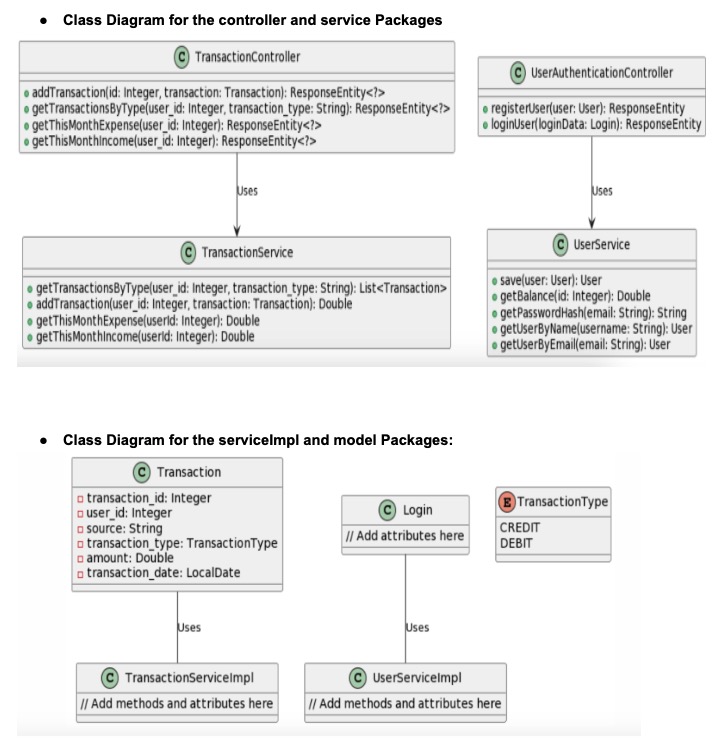 ● Class Diagram for the controller and service Packages
C TransactionController
addTransaction(id: Integer, transaction: Transaction): ResponseEntity<?>
getTransactionsByType(user_id: Integer, transaction_type: String): ResponseEntity<?>
getThisMonthExpense(user_id: Integer): ResponseEntity<?>
getThisMonthIncome(user_id: Integer): ResponseEntity<?>
C UserAuthenticationController
registerUser(user: User): ResponseEntity
loginUser(loginData: Login): ResponseEntity
Uses
Uses
C TransactionService
getTransactionsByType(user_id: Integer, transaction_type: String): List<Transaction>
addTransaction(user_id: Integer, transaction: Transaction): Double
getThisMonthExpense(userId: Integer): Double
getThisMonthIncome(userId: Integer): Double
C UserService
save(user: User): User
getBalance(id: Integer): Double
getPasswordHash(email: String): String
getUserByName(username: String): User
getUserByEmail(email: String): User
● Class Diagram for the serviceImpl and model Packages:
C Transaction
transaction_id: Integer
user_id: Integer
source: String
transaction_type: TransactionType
amount: Double
transaction_date: LocalDate
C Login
// Add attributes here
E TransactionType
CREDIT
DEBIT
Uses
Uses
C TransactionServiceImpl
// Add methods and attributes here
C UserServiceImpl
// Add methods and attributes here